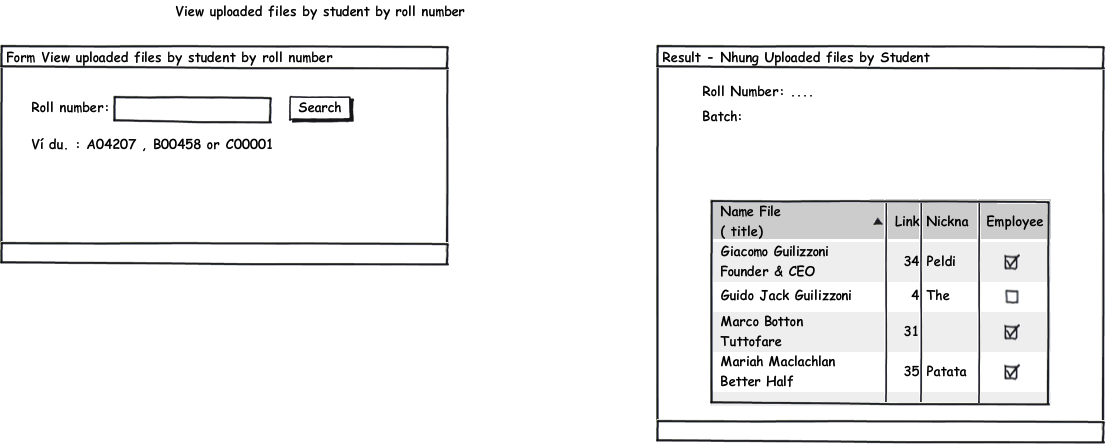 View uploaded files by student by roll number
Form View uploaded files by student by roll number
Roll number:
Search
Ví du. : A04207 , B00458 or C00001
Result - Nhung Uploaded files by Student
Roll Number: ....
Batch:
Name File
( title)
Link
Nickna
Employee
Giacomo Guilizzoni
Founder & CEO
34
Peldi
Guido Jack Guilizzoni
4
The
Marco Botton
Tuttofare
31
Mariah Maclachlan
Better Half
35
Patata